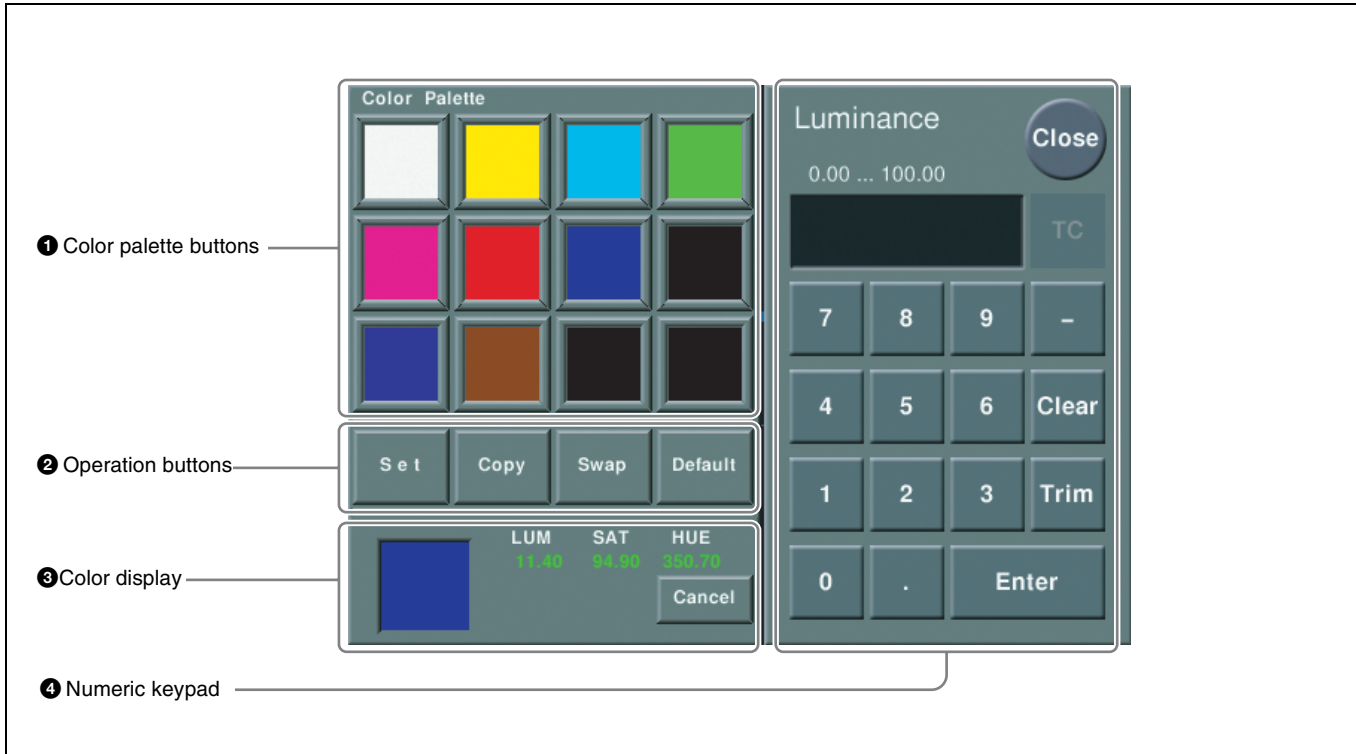 Color Palette
❶ Color palette buttons
Set Copy Swap Default
❷ Operation buttons
LUM SAT HUE
11.40 94.90 350.70
Cancel
❸Color display
Luminance
Close
0.00 ... 100.00
TC
7 8 9 –
4 5 6 Clear
1 2 3 Trim
0 . Enter
❹ Numeric keypad